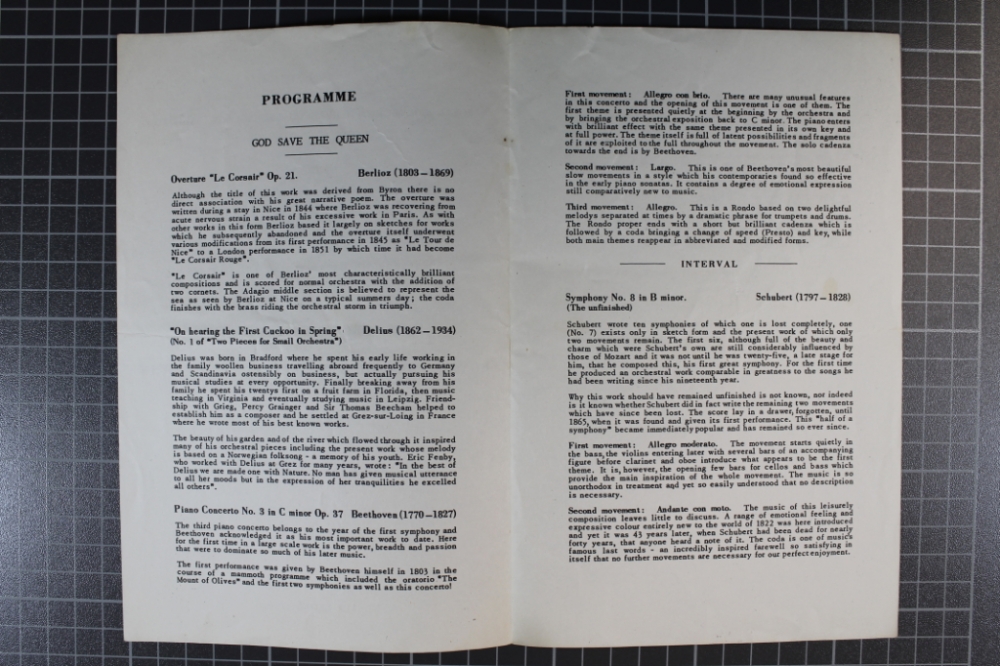 PROGRAMME
GOD SAVE THE QUEEN
Overture "Le Corsair" Op. 21. Berlioz (1803–1869)
Although the title of this work was derived from Byron there is no
direct association with his great narrative poem. The overture was
written during a stay in Nice in 1844 where Berlioz was recovering from
acute nervous strain a result of his excessive work in Paris. As with
other works in this form Berlioz based it largely on sketches for works
which he subsequently abandoned and the overture itself underwent
various modifications from its first performance in 1845 as "Le Tour de
Nice" to a London performance in 1851 by which time it had become
"Le Corsair Rouge".
"Le Corsair" is one of Berlioz' most characteristically brilliant
compositions and is scored for normal orchestra with the addition of
two cornets. The Adagio middle section is believed to represent the
sea as seen by Berlioz at Nice on a typical summers day; the coda
finishes with the brass riding the orchestral storm in triumph.
"On hearing the First Cuckoo in Spring" Delius (1862–1934)
(No. 1 of "Two Pieces for Small Orchestra")
Delius was born in Bradford where he spent his early life working in
the family woollen business travelling abroad frequently to Germany
and Scandinavia ostensibly on business, but actually pursuing his
musical studies at every opportunity. Finally breaking away from his
family he spent his twentys first on a fruit farm in Florida, then music
teaching in Virginia and eventually studying music in Leipzig. Friend-
ship with Grieg, Percy Grainger and Sir Thomas Beecham helped to
establish him as a composer and he settled at Grez-sur-Loing in France
where he wrote most of his best known works.
The beauty of his garden and of the river which flowed through it inspired
many of his orchestral pieces including the present work whose melody
is based on a Norwegian folksong – a memory of his youth. Eric Fenby,
who worked with Delius at Grez for many years, wrote: "In the best of
Delius we are made one with Nature. No man has given musical utterance
to all her moods but in the expression of her tranquilities he excelled
all others".
Piano Concerto No. 3 in C minor Op. 37 Beethoven (1770–1827)
The third piano concerto belongs to the year of the first symphony and
Beethoven acknowledged it as his most important work to date. Here
for the first time in a large scale work is the power, breadth and passion
that were to dominate so much of his later music.
The first performance was given by Beethoven himself in 1803 in the
course of a mammoth programme which included the oratorio "The
Mount of Olives" and the first two symphonies as well as this concerto!
First movement: Allegro con brio. There are many unusual features
in this concerto and the opening of this movement is one of them. The
first theme is presented quietly at the beginning by the orchestra and
by bringing the orchestral exposition back to C minor. The piano enters
with brilliant effect with the same theme presented in its own key and
at full power. The theme itself is full of latent possibilities and fragments
of it are exploited to the full throughout the movement. The solo cadenza
towards the end is by Beethoven.
Second movement: Largo. This is one of Beethoven's most beautiful
slow movements in a style which his contemporaries found so effective
in the early piano sonatas. It contains a degree of emotional expression
still comparatively new to music.
Third movement: Allegro. This is a Rondo based on two delightful
melodys separated at times by a dramatic phrase for trumpets and drums.
The Rondo proper ends with a short but brilliant cadenza which is
followed by a coda bringing a change of speed (Presto) and key, while
both main themes reappear in abbreviated and modified forms.
INTERVAL
Symphony No. 8 in B minor. Schubert (1797–1828)
(The unfinished)
Schubert wrote ten symphonies of which one is lost completely, one
(No. 7) exists only in sketch form and the present work of which only
two movements remain. The first six, although full of the beauty and
charm which were Schubert's own are still considerably influenced by
those of Mozart and it was not until he was twenty-five, a late stage for
him, that he composed this, his first great symphony. For the first time
he produced an orchestral work comparable in greatness to the songs he
had been writing since his nineteenth year.
Why this work should have remained unfinished is not known, nor indeed
is it known whether Schubert did in fact write the remaining two movements
which have since been lost. The score lay in a drawer, forgotten, until
1865, when it was found and given its first performance. This "half of a
symphony" became immediately popular and has remained so ever since.
First movement: Allegro moderato. The movement starts quietly in
the bass, the violins entering later with several bars of an accompanying
figure before clarinet and oboe introduce what appears to be the first
theme. It is, however, the opening few bars for cellos and bass which
provide the main inspiration of the whole movement. The music is so
unorthodox in treatment and yet so easily understood that no description
is necessary.
Second movement: Andante con moto. The music of this leisurely
composition leaves little to discuss. A range of emotional feeling and
expressive colour entirely new to the world of 1822 was here introduced
and yet it was 43 years later, when Schubert had been dead for nearly
forty years, that anyone heard a note of it. The coda is one of music's
famous last words – an incredibly inspired farewell so satisfying in
itself that no further movements are necessary for our perfect enjoyment.